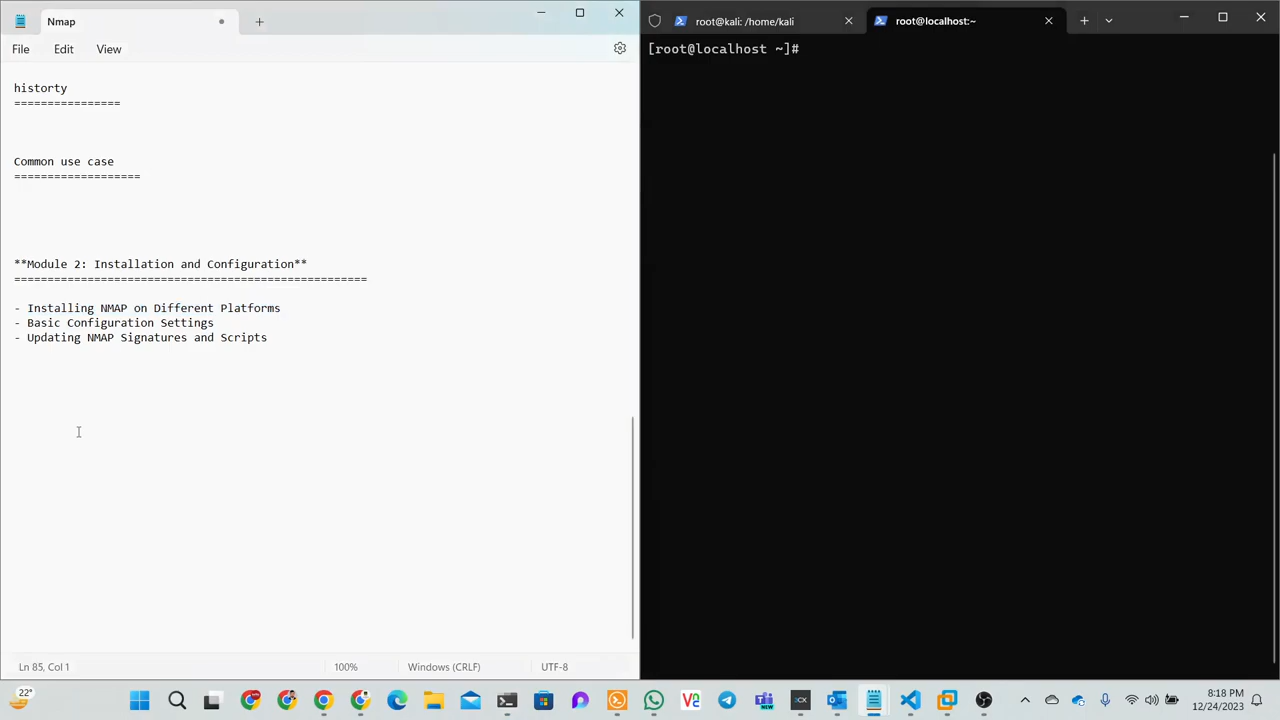 Nmap
File Edit View
historty
================
Common use case
===================
**Module 2: Installation and Configuration**
=====================================================
- Installing NMAP on Different Platforms
- Basic Configuration Settings
- Updating NMAP Signatures and Scripts
Ln 85, Col 1 100% Windows (CRLF) UTF-8
root@kali: /home/kali root@localhost:~
[root@localhost ~]#
22° 8:18 PM
12/24/2023